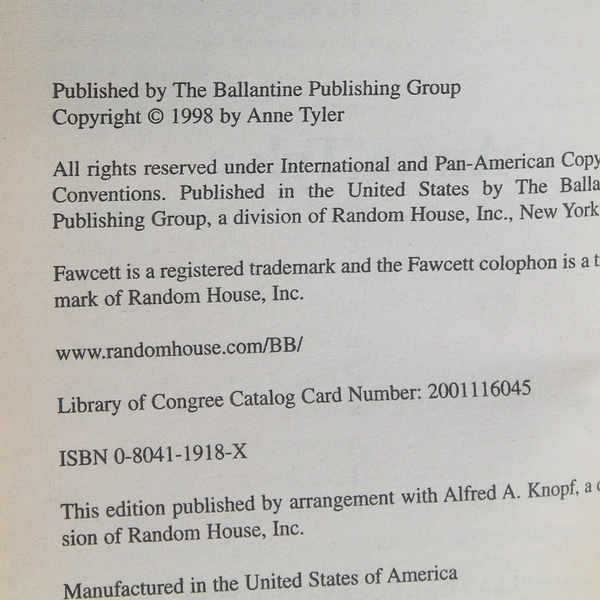 Published by The Ballantine Publishing Group
Copyright © 1998 by Anne Tyler
All rights reserved under International and Pan-American Copy
Conventions. Published in the United States by The Balla
Publishing Group, a division of Random House, Inc., New York
Fawcett is a registered trademark and the Fawcett colophon is a t
mark of Random House, Inc.
www.randomhouse.com/BB/
Library of Congree Catalog Card Number: 2001116045
ISBN 0-8041-1918-X
This edition published by arrangement with Alfred A. Knopf, a
sion of Random House, Inc.
Manufactured in the United States of America